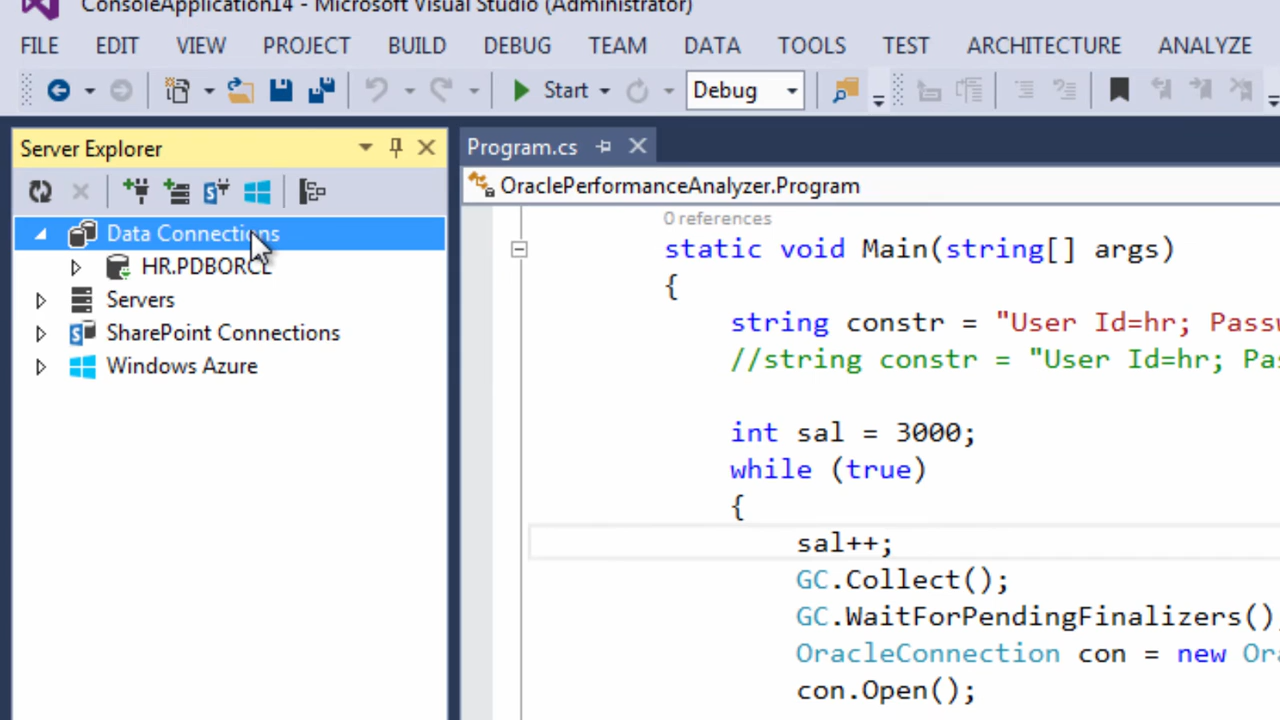 ConsoleApplication14 - Microsoft Visual Studio (Administrator)
FILE EDIT VIEW PROJECT BUILD DEBUG TEAM DATA TOOLS TEST ARCHITECTURE ANALYZE
Start Debug
Server Explorer
Data Connections
HR.PDBORCL
Servers
SharePoint Connections
Windows Azure
Program.cs
OraclePerformanceAnalyzer.Program
0 references
static void Main(string[] args)
{
string constr = "User Id=hr; Passw
//string constr = "User Id=hr; Pas
int sal = 3000;
while (true)
{
sal++;
GC.Collect();
GC.WaitForPendingFinalizers();
OracleConnection con = new Ora
con.Open();